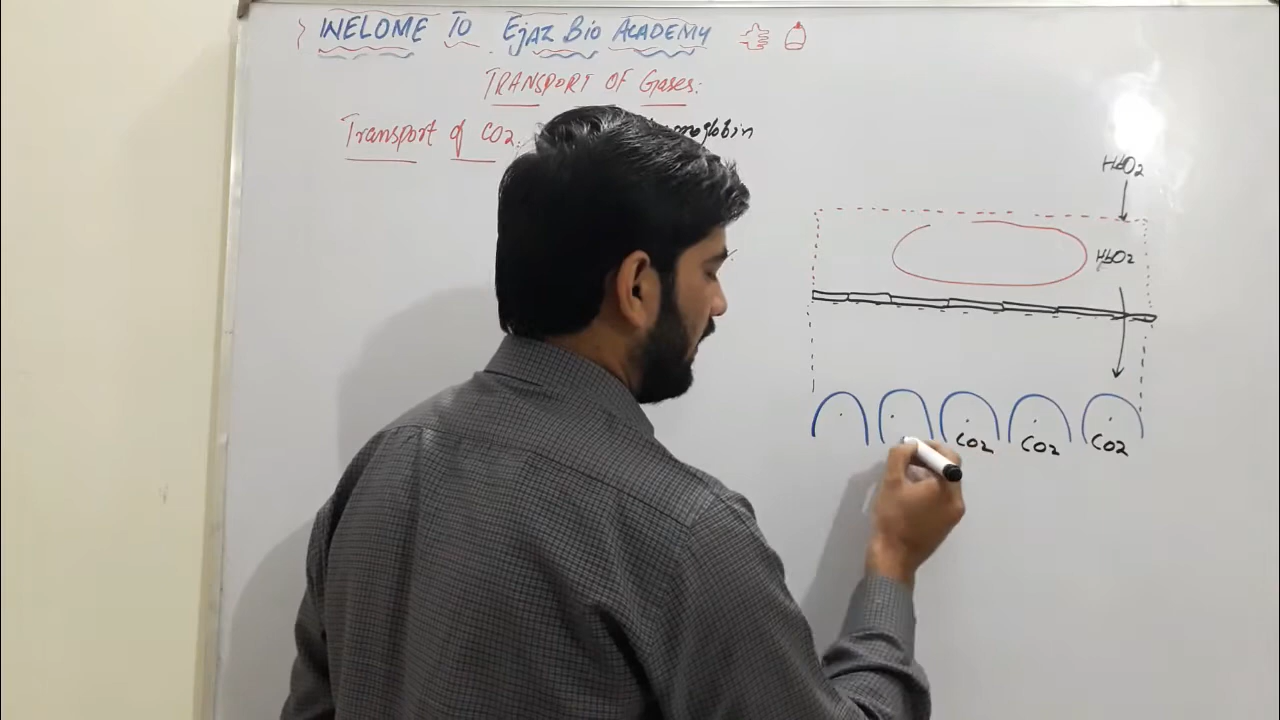 WELOME TO Ejaz Bio ACADEMY
TRANSPORT OF Gases:
Transport of CO2:
HbO2
HbO2
CO2 CO2 CO2